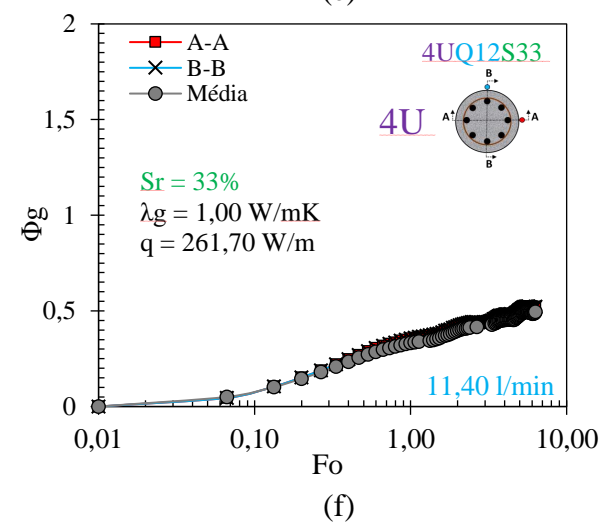 2
1,5
1
0,5
0
Φg
A-A
B-B
Média
4UQ12S33
4U
B
A
A
B
Sr = 33%
λg = 1,00 W/mK
q = 261,70 W/m
11,40 l/min
0,01
0,10
1,00
10,00
Fo
(f)